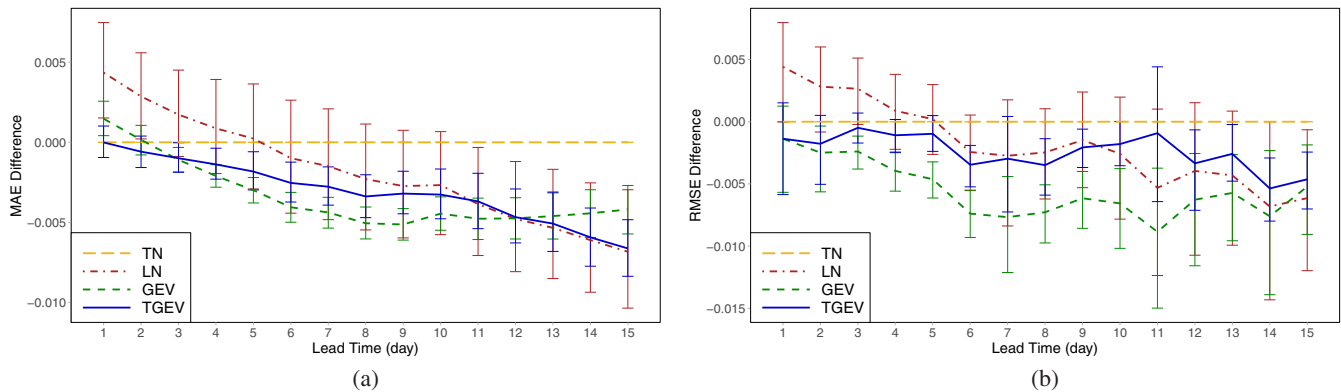 MAE Difference
0.005
0.000
−0.005
−0.010
TN
LN
GEV
TGEV
1 2 3 4 5 6 7 8 9 10 11 12 13 14 15
Lead Time (day)
(a)
RMSE Difference
0.005
0.000
−0.005
−0.010
−0.015
TN
LN
GEV
TGEV
1 2 3 4 5 6 7 8 9 10 11 12 13 14 15
Lead Time (day)
(b)